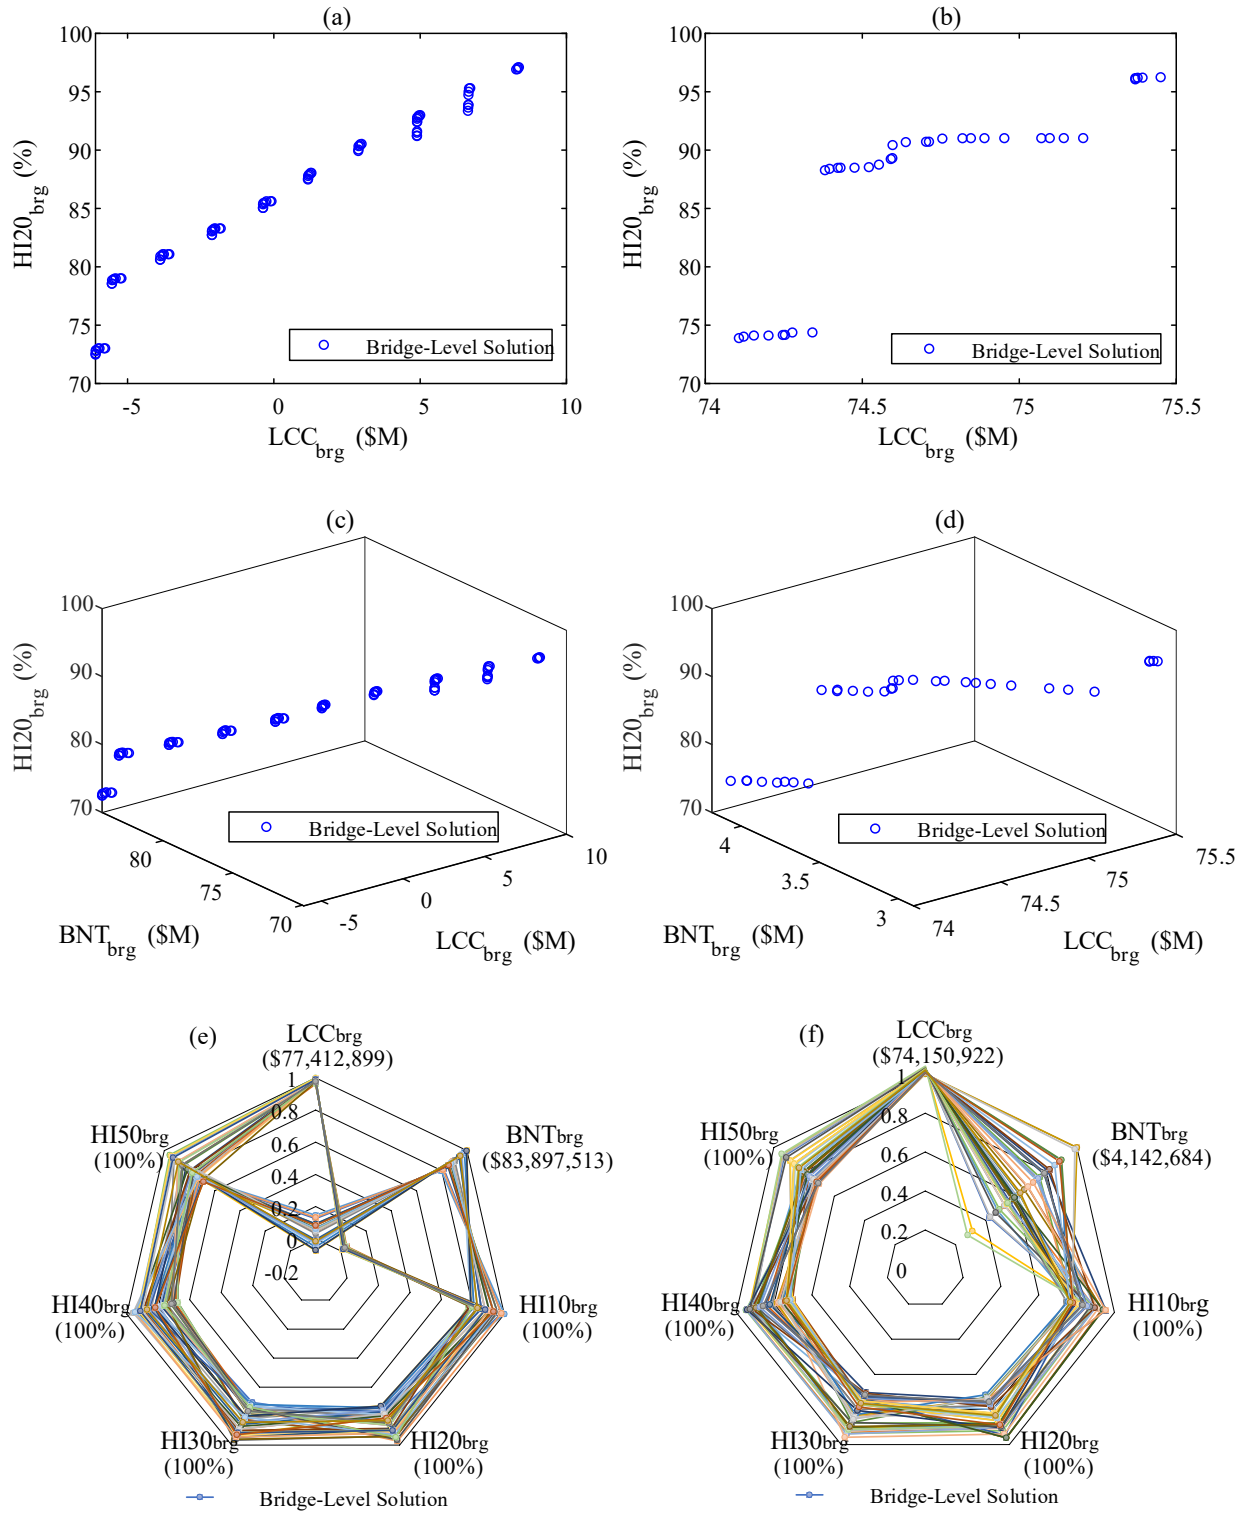 (a)
100
95
90
85
80
75
70
HI20brg (%)
-5
0
5
10
LCCbrg ($M)
Bridge-Level Solution
(b)
100
95
90
85
80
75
70
HI20brg (%)
74
74.5
75
75.5
LCCbrg ($M)
Bridge-Level Solution
(c)
100
90
80
70
HI20brg (%)
80
75
70
BNTbrg ($M)
-5
0
5
10
LCCbrg ($M)
Bridge-Level Solution
(d)
100
90
80
70
HI20brg (%)
4
3.5
3
BNTbrg ($M)
74
74.5
75
75.5
LCCbrg ($M)
Bridge-Level Solution
(e)
LCCbrg
($77,412,899)
1
0.8
0.6
0.4
0.2
0
-0.2
BNTbrg
($83,897,513)
HI10brg
(100%)
HI20brg
(100%)
HI30brg
(100%)
HI40brg
(100%)
HI50brg
(100%)
Bridge-Level Solution
(f)
LCCbrg
($74,150,922)
1
0.8
0.6
0.4
0.2
0
BNTbrg
($4,142,684)
HI10brg
(100%)
HI20brg
(100%)
HI30brg
(100%)
HI40brg
(100%)
HI50brg
(100%)
Bridge-Level Solution